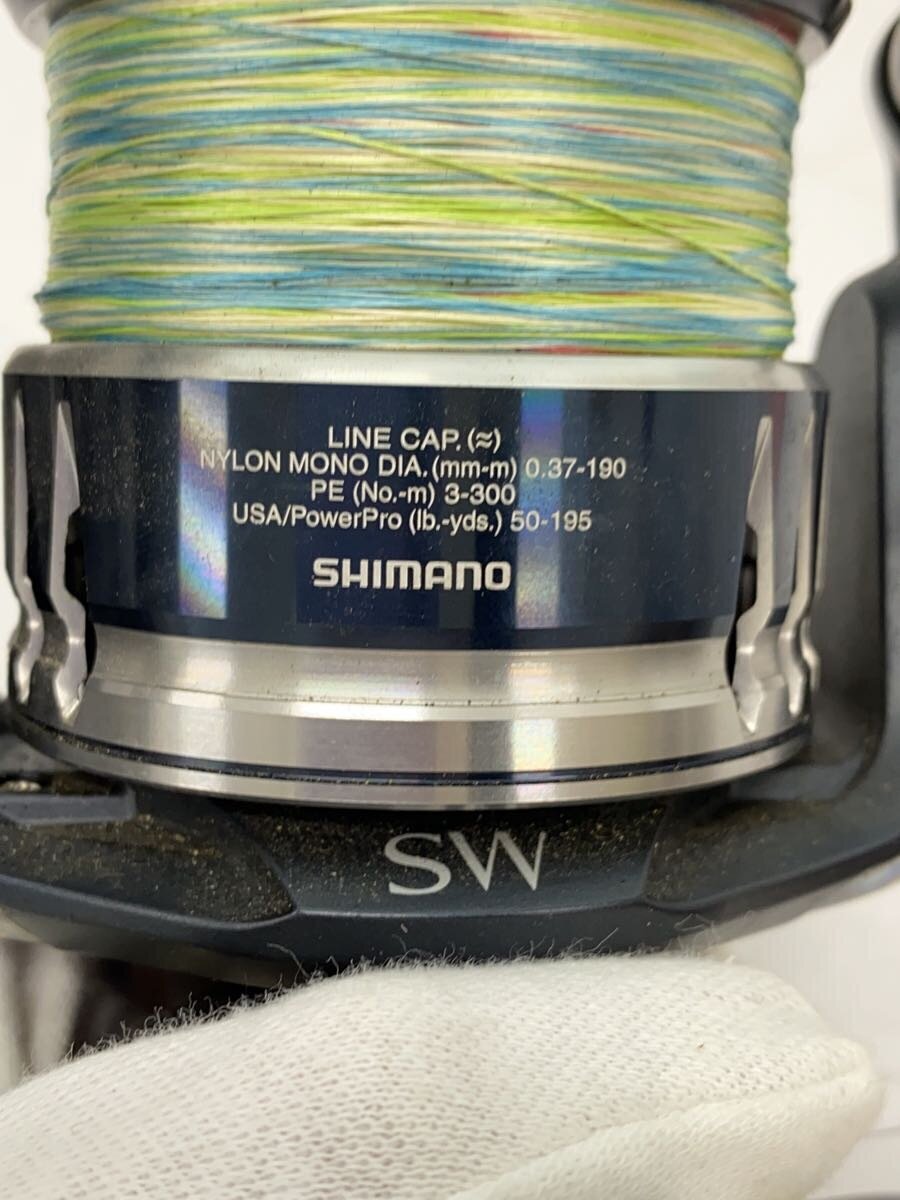 LINE CAP. (≈)
NYLON MONO DIA. (mm-m) 0.37-190
PE (No.-m) 3-300
USA/PowerPro (lb.-yds.) 50-195
SHIMANO
SW